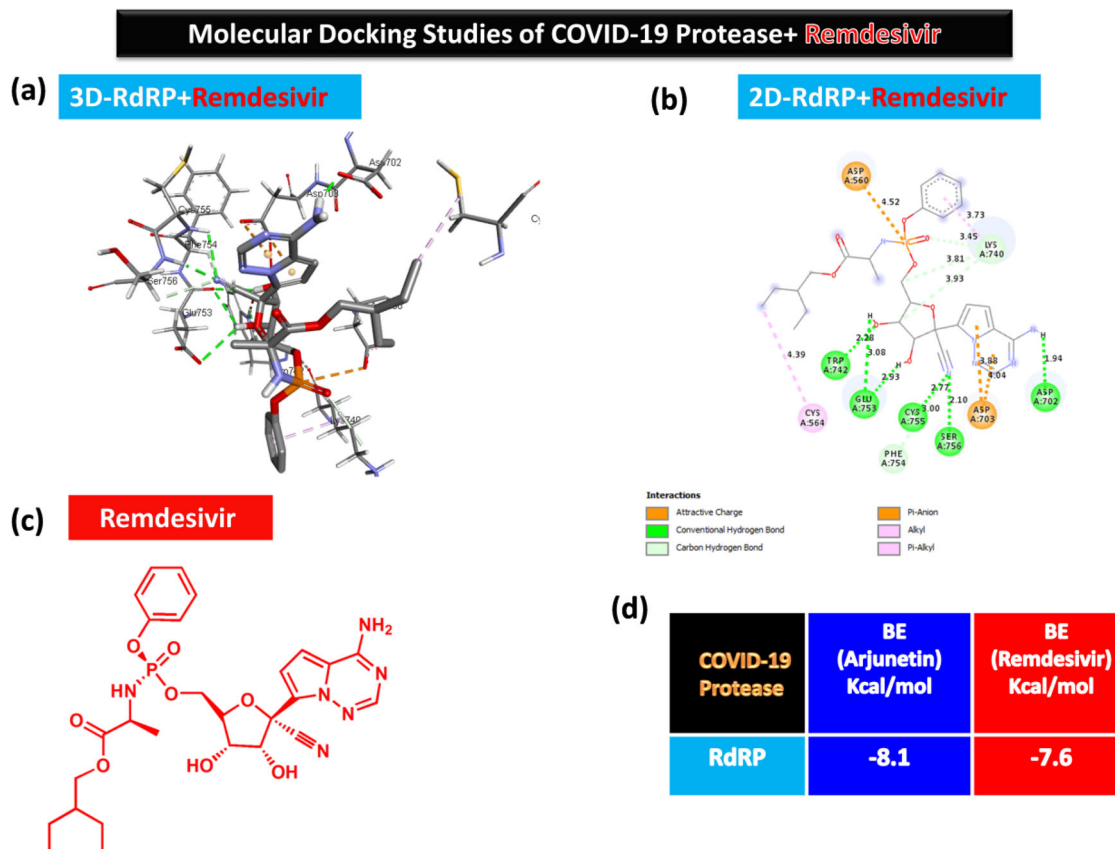 Molecular Docking Studies of COVID-19 Protease+ Remdesivir
(a)
3D-RdRP+Remdesivir
(b)
2D-RdRP+Remdesivir
Ass702
Asp703
Cys755
Phe754
Ser756
Glu753
ASP
A:560
4.52
3.73
3.45
LYS
A:740
3.81
3.93
O
N
P
O
O
O
O
O
O
H
H
N
H
2.28
3.08
2.93
4.39
2.77
3.00
2.10
3.88
4.04
1.94
TRP
A:742
GLU
A:753
CYS
A:755
SER
A:756
ASP
A:703
ASP
A:702
CYS
A:564
PHE
A:754
Interactions
Attractive Charge
Conventional Hydrogen Bond
Carbon Hydrogen Bond
Pi-Anion
Alkyl
Pi-Alkyl
(c)
Remdesivir
O
O
P
HN
O
O
O
O
HO
OH
N
NH2
N
N
N
(d)
COVID-19
Protease
BE
(Arjunetin)
Kcal/mol
BE
(Remdesivir)
Kcal/mol
RdRP
-8.1
-7.6